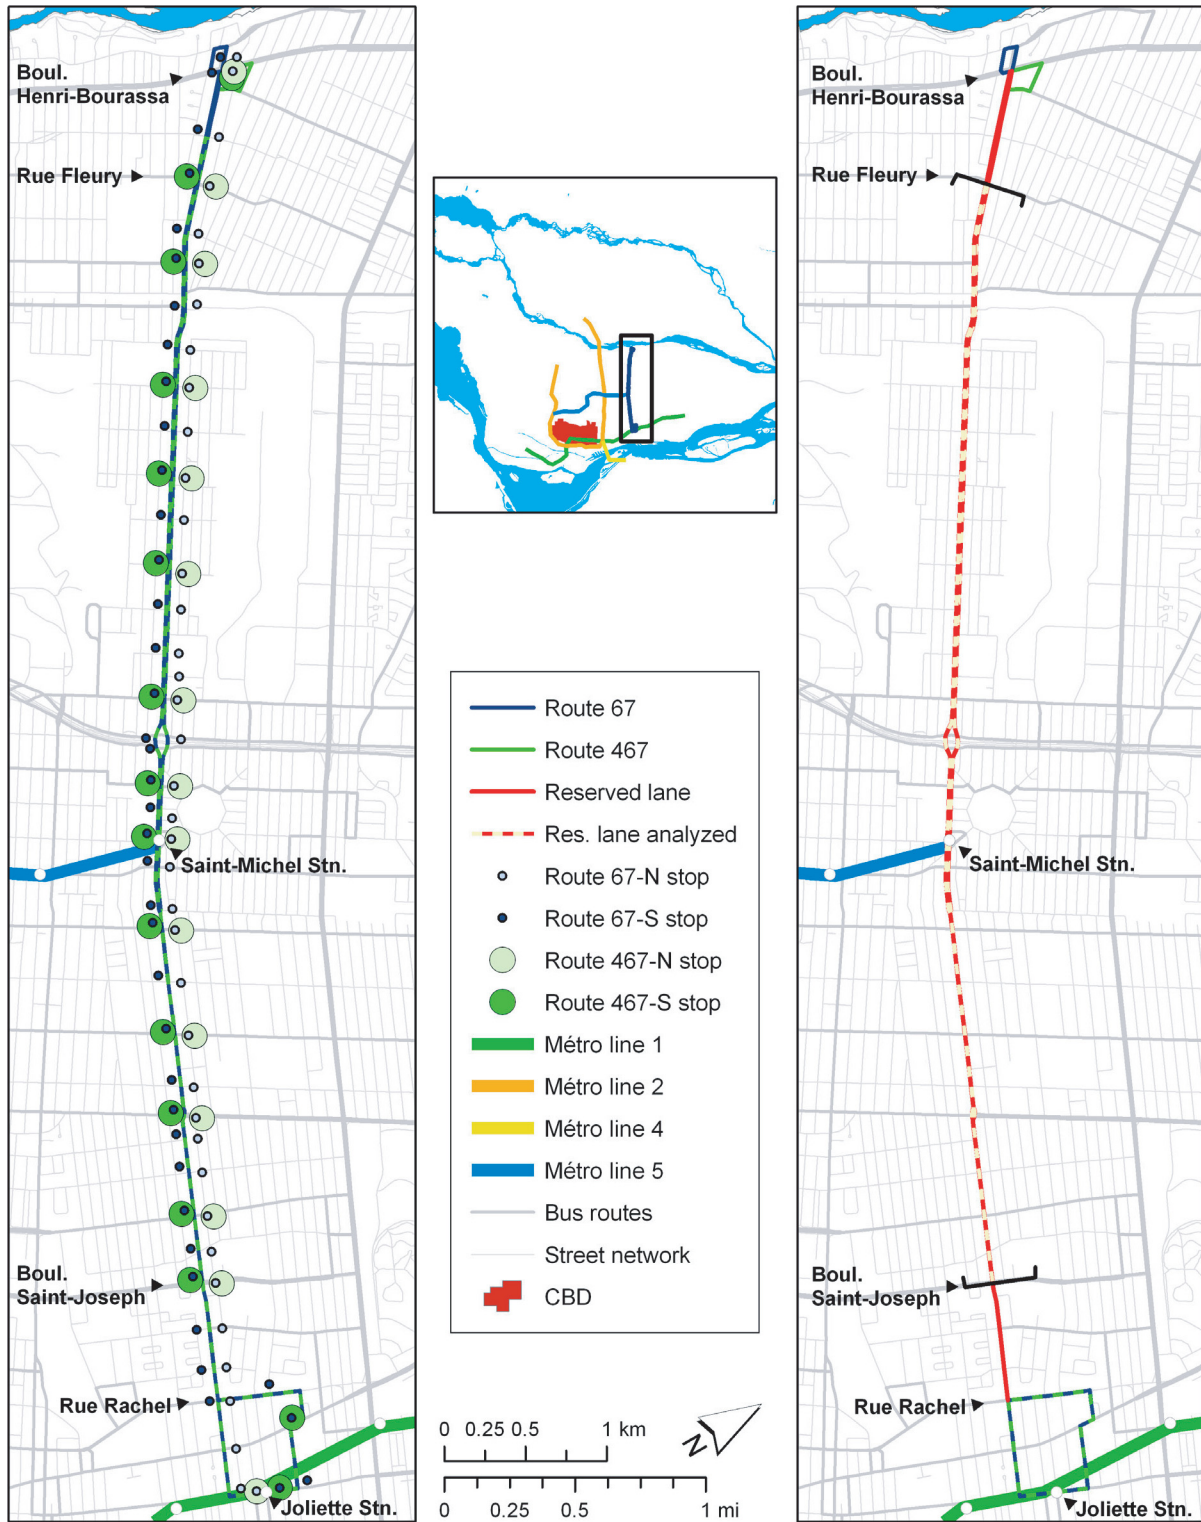 Boul.
Henri-Bourassa
Rue Fleury
Saint-Michel Stn.
Boul.
Saint-Joseph
Rue Rachel
Joliette Stn.
Route 67
Route 467
Reserved lane
Res. lane analyzed
Route 67-N stop
Route 67-S stop
Route 467-N stop
Route 467-S stop
Métro line 1
Métro line 2
Métro line 4
Métro line 5
Bus routes
Street network
CBD
0 0.25 0.5 1 km
N
0 0.25 0.5 1 mi
Boul.
Henri-Bourassa
Rue Fleury
Saint-Michel Stn.
Boul.
Saint-Joseph
Rue Rachel
Joliette Stn.